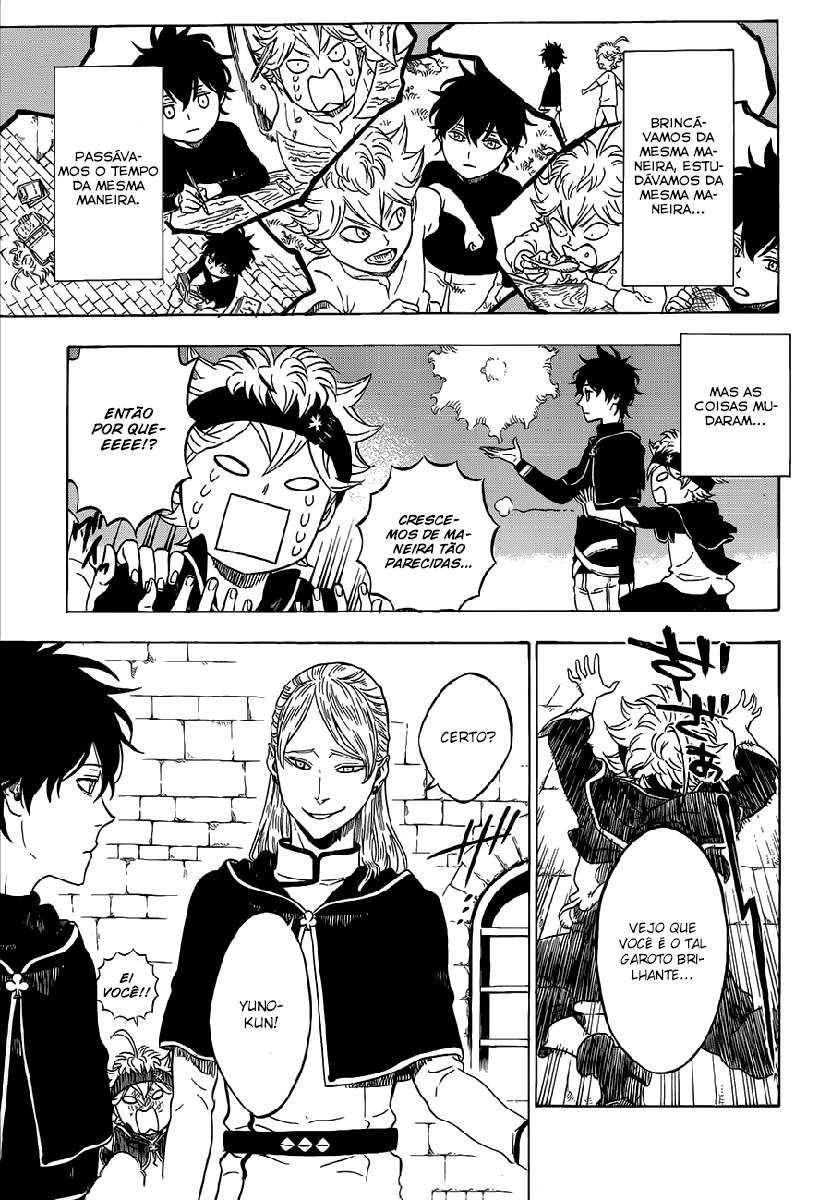 BRINCÁ-
VAMOS DA
MESMA MA-
NEIRA, ESTU-
DÁVAMOS DA
MESMA MA-
NEIRA...
PASSÁVA-
MOS O TEMPO
DA MESMA
MANEIRA.
MAS AS
COISAS MU-
DARAM...
CRESCE-
MOS DE MA-
NEIRA TÃO
PARECIDAS...
ENTÃO
POR QUE-
EEEE!?
VEJO QUE
VOCÊ É O TAL
GAROTO BRI-
LHANTE...
CERTO?
YUNO-
KUN!
EI
VOCÊ!!